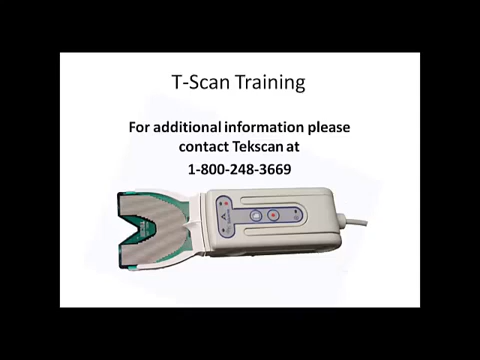 T-Scan Training
For additional information please
contact Tekscan at
1-800-248-3669